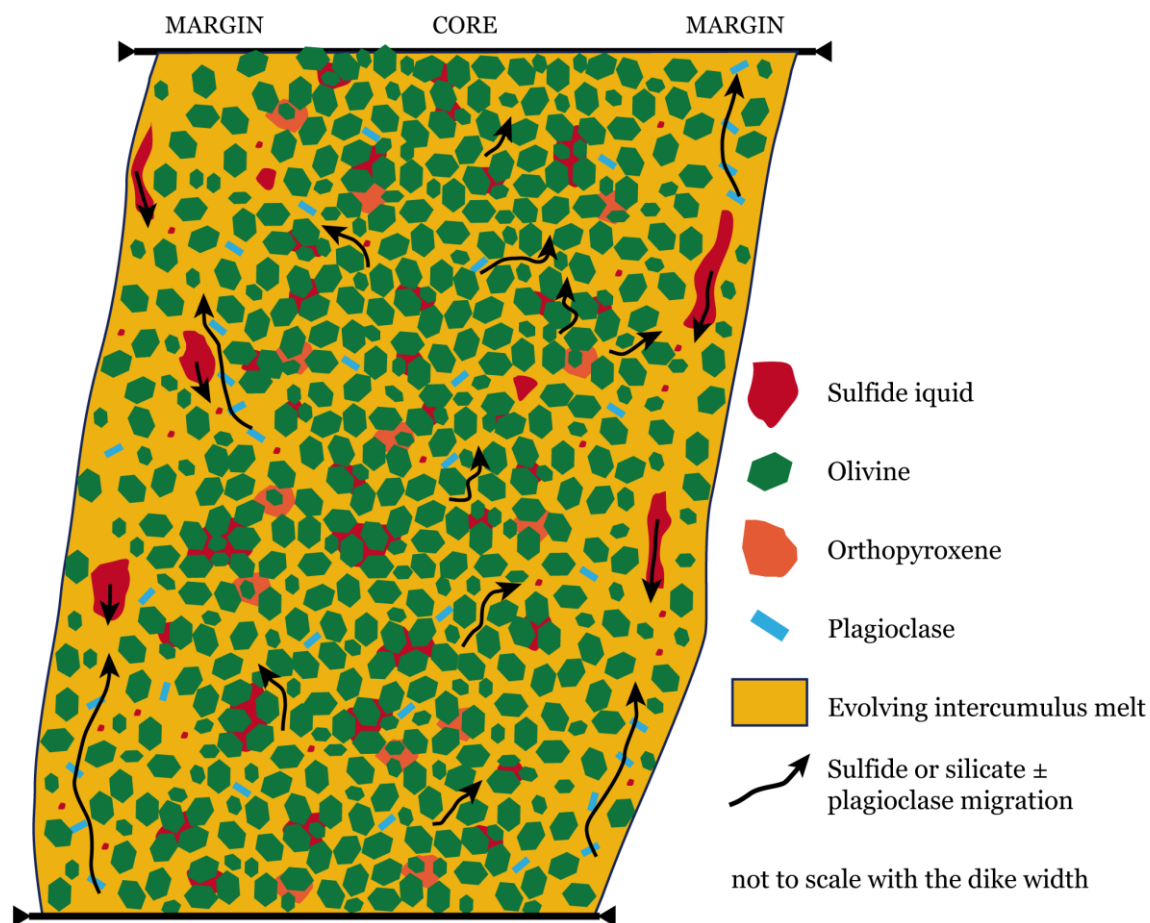 MARGIN CORE MARGIN
Sulfide iquid
Olivine
Orthopyroxene
Plagioclase
Evolving intercumulus melt
Sulfide or silicate ±
plagioclase migration
not to scale with the dike width